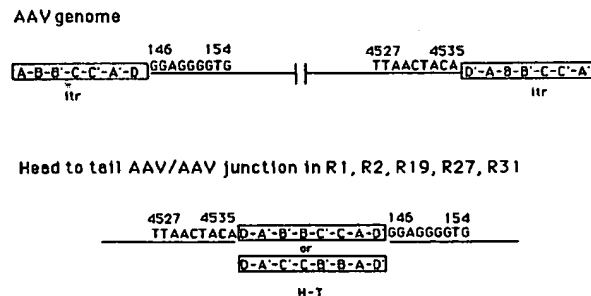 AAV genome
146 154 4527 4535
A-B-B'-C-C'-A'-D GGAGGGGTG TTAACTACA D'-A-B-B'-C-C'-A'
itr itr
Head to tail AAV/AAV junction in R1, R2, R19, R27, R31
4527 4535 146 154
TTAACTACA D-A'-B'-B-C'-C-A-D' GGAGGGGTG
or
D-A'-C'-C-B'-B-A-D'
H-T